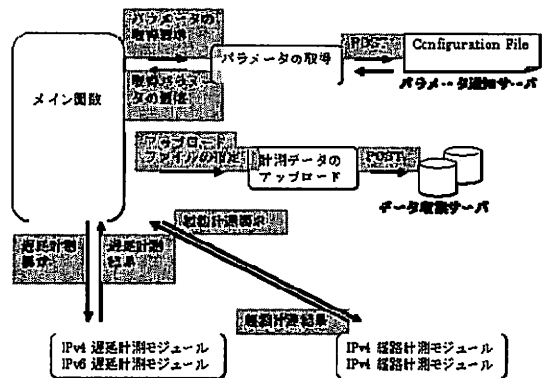 パラメータの
取得要求
POST
Configuration File
パラメータの取得
取得パラメータの送信
パラメータ通知サーバ
メイン関数
アップロード
ファイルの指定
計測データの
アップロード
POST
データ収集サーバ
経路計測要求
遅延計測
要求
遅延計測
結果
経路計測結果
IPv4 遅延計測モジュール
IPv6 遅延計測モジュール
IPv4 経路計測モジュール
IPv4 経路計測モジュール